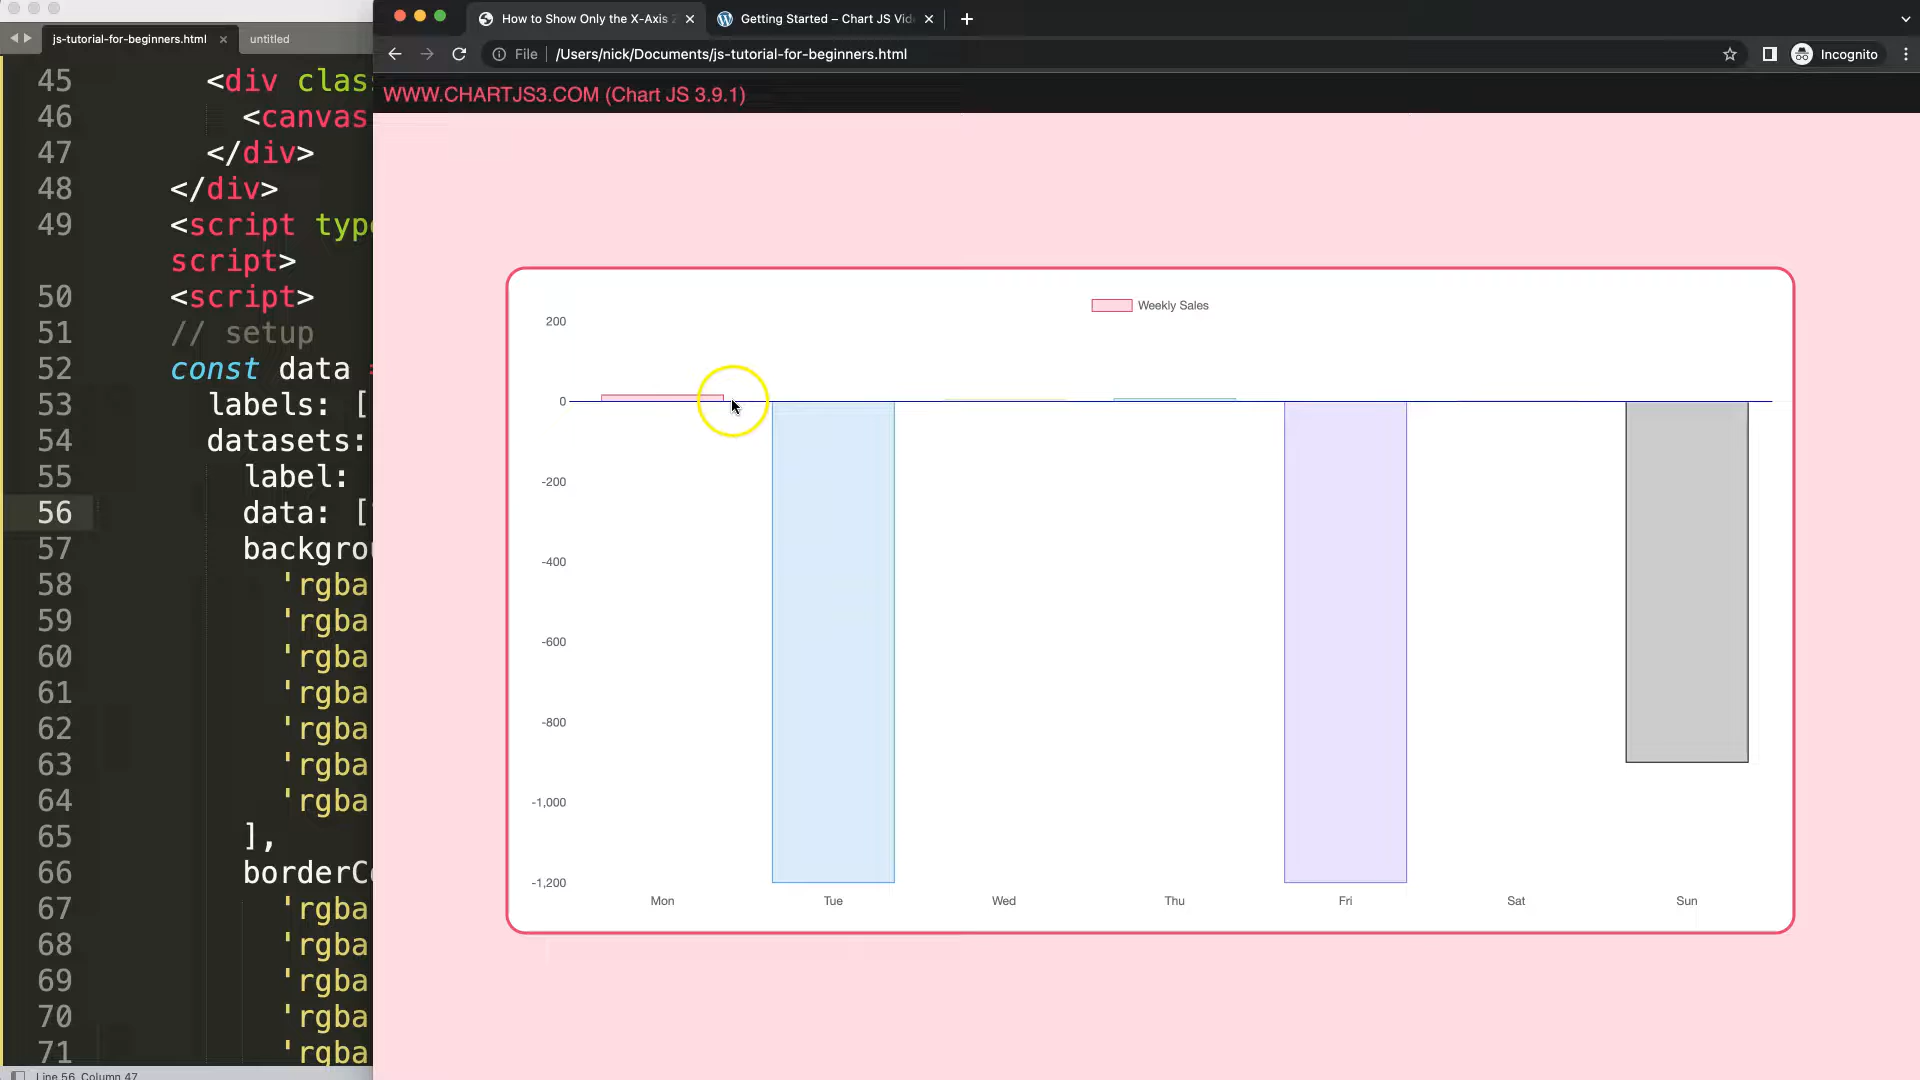 js-tutorial-for-beginners.html
untitled
45 <div clas
46 <canvas
47 </div>
48 </div>
49 <script typ
script>
50 <script>
51 // setup
52 const data
53 labels: [
54 datasets:
55 label:
56 data: [
57 backgro
58 'rgba
59 'rgba
60 'rgba
61 'rgba
62 'rgba
63 'rgba
64 'rgba
65 ],
66 borderC
67 'rgba
68 'rgba
69 'rgba
70 'rgba
71 'rgba
Line 56, Column 47
How to Show Only the X-Axis
Getting Started – Chart JS Vid
File
/Users/nick/Documents/js-tutorial-for-beginners.html
Incognito
WWW.CHARTJS3.COM (Chart JS 3.9.1)
Weekly Sales
200
0
-200
-400
-600
-800
-1,000
-1,200
Mon Tue Wed Thu Fri Sat Sun